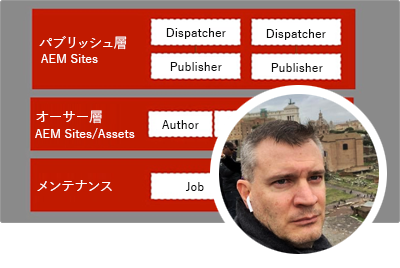 パブリッシュ層
AEM Sites
Dispatcher
Dispatcher
Publisher
Publisher
オーサー層
AEM Sites/Assets
Author
メンテナンス
Job